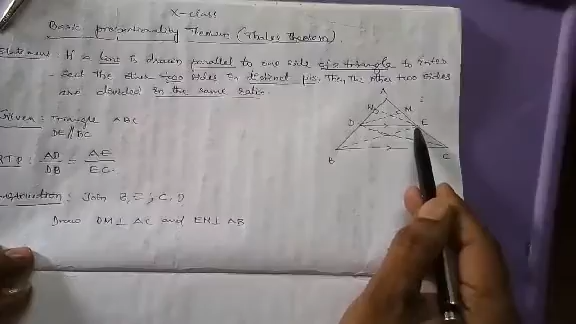 X-class
Basic proportionality Theorem (Thales Theorem)
Statement: If a line is drawn parallel to one side of a triangle to inter
- sect the other two sides in distinct pts. Then the other two sides
are divided in the same ratio.
Given: Triangle ABC
DE || BC
RTP: AD/DB = AE/EC
Construction: Join B, E ; C, D
Draw DM ⊥ AC and EN ⊥ AB
A
N M
D E
B C